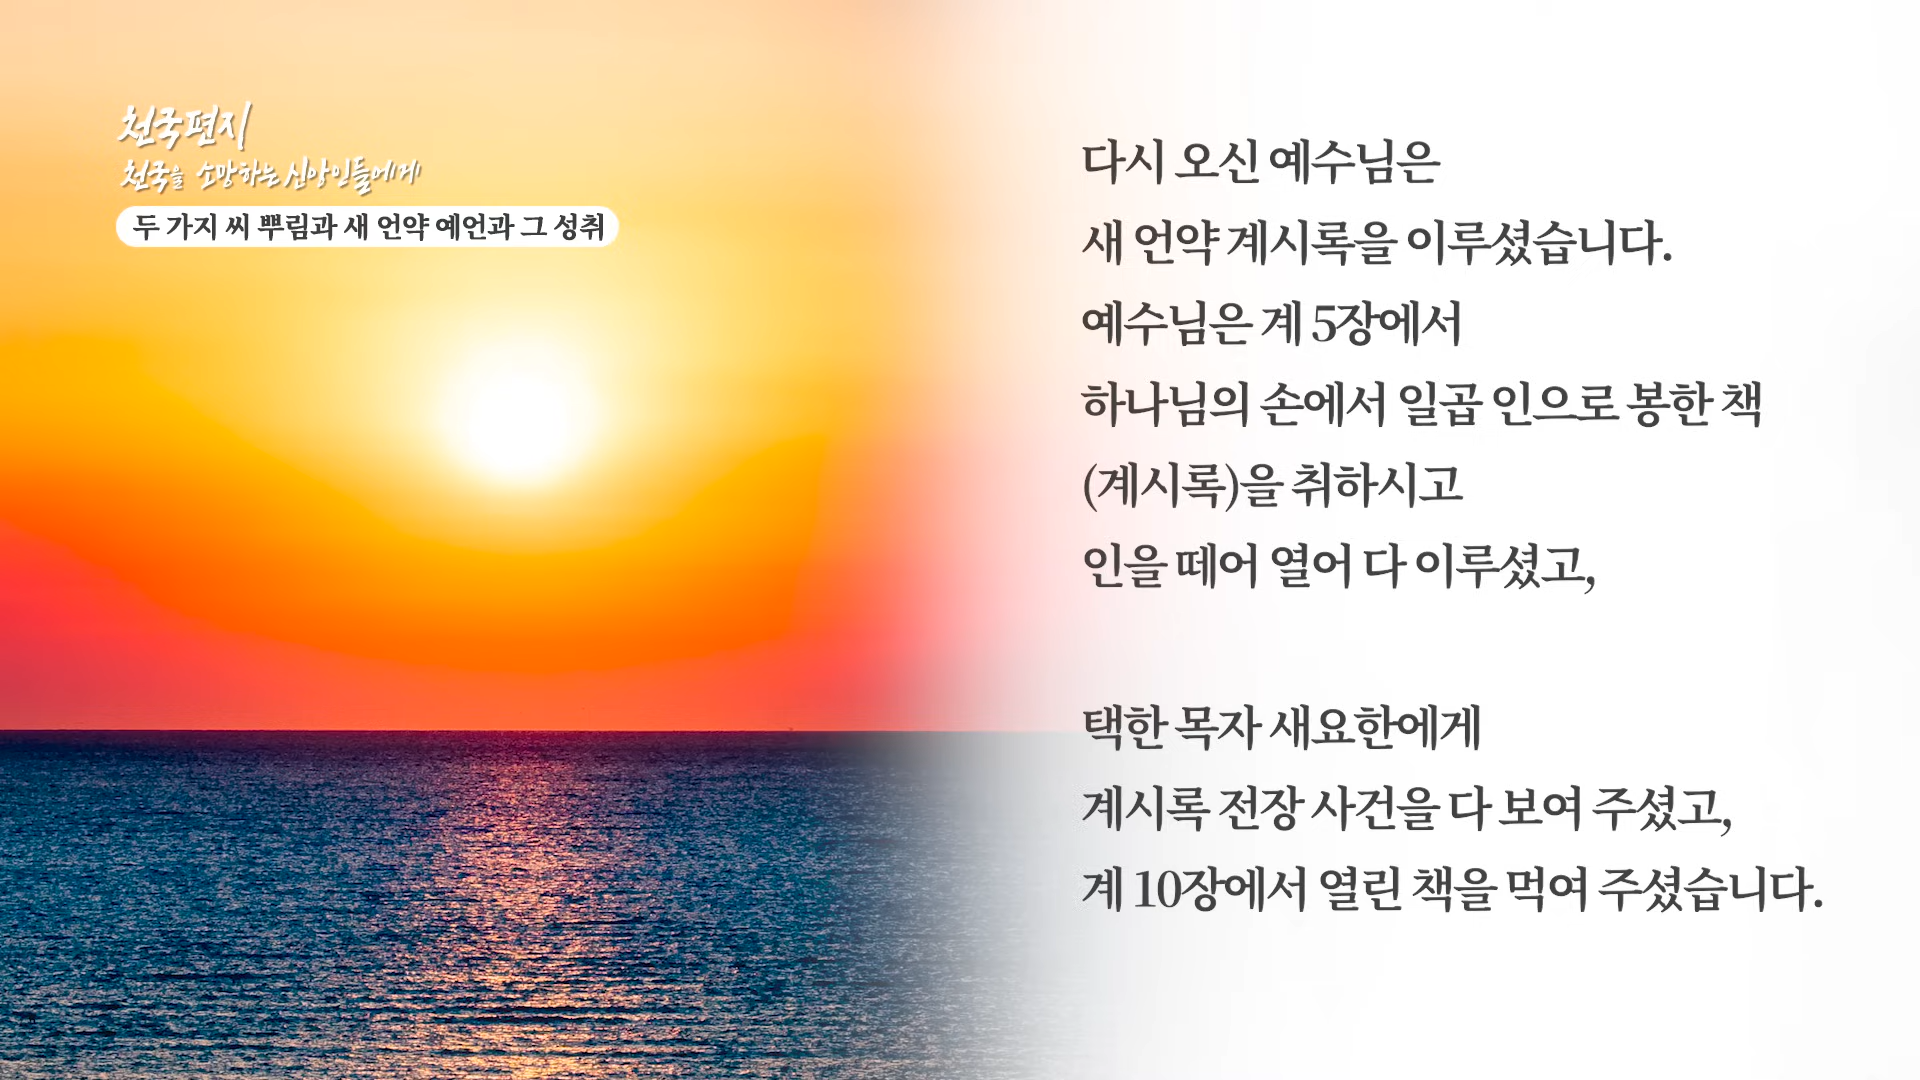 천국편지
천국을 소망하는 신앙인들에게
두 가지 씨 뿌림과 새 언약 예언과 그 성취
다시 오신 예수님은
새 언약 계시록을 이루셨습니다.
예수님은 계 5장에서
하나님의 손에서 일곱 인으로 봉한 책
(계시록)을 취하시고
인을 떼어 열어 다 이루셨고,
택한 목자 새요한에게
계시록 전장 사건을 다 보여 주셨고,
계 10장에서 열린 책을 먹여 주셨습니다.